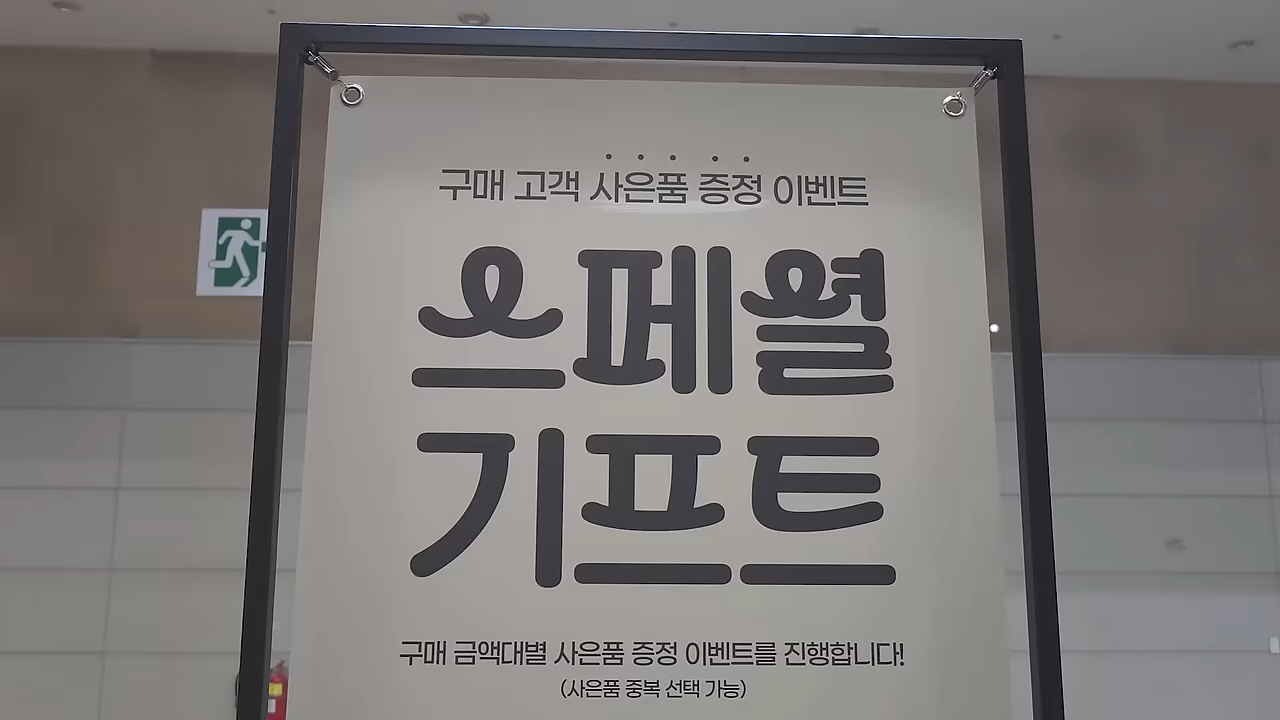 구매 고객 사은품 증정 이벤트
스페셜
기프트
구매 금액대별 사은품 증정 이벤트를 진행합니다!
(사은품 중복 선택 가능)